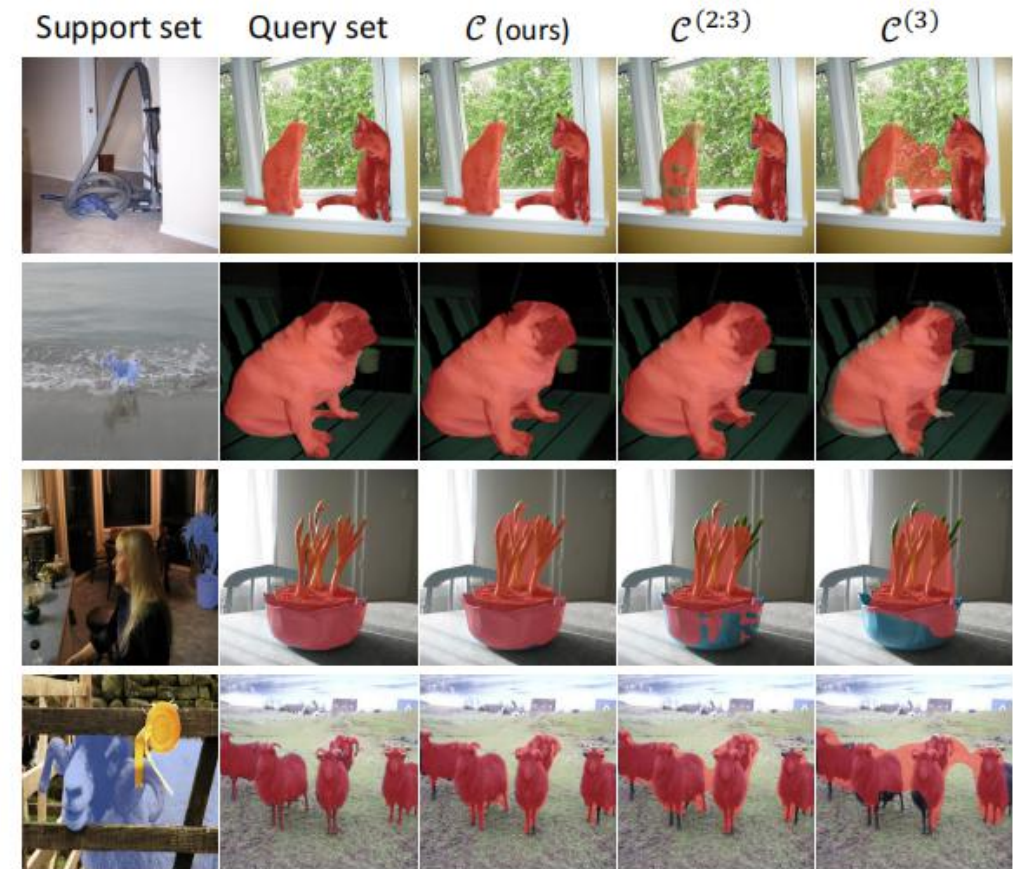 Support set Query set 𝒞 (ours) 𝒞^(2:3) 𝒞^(3)